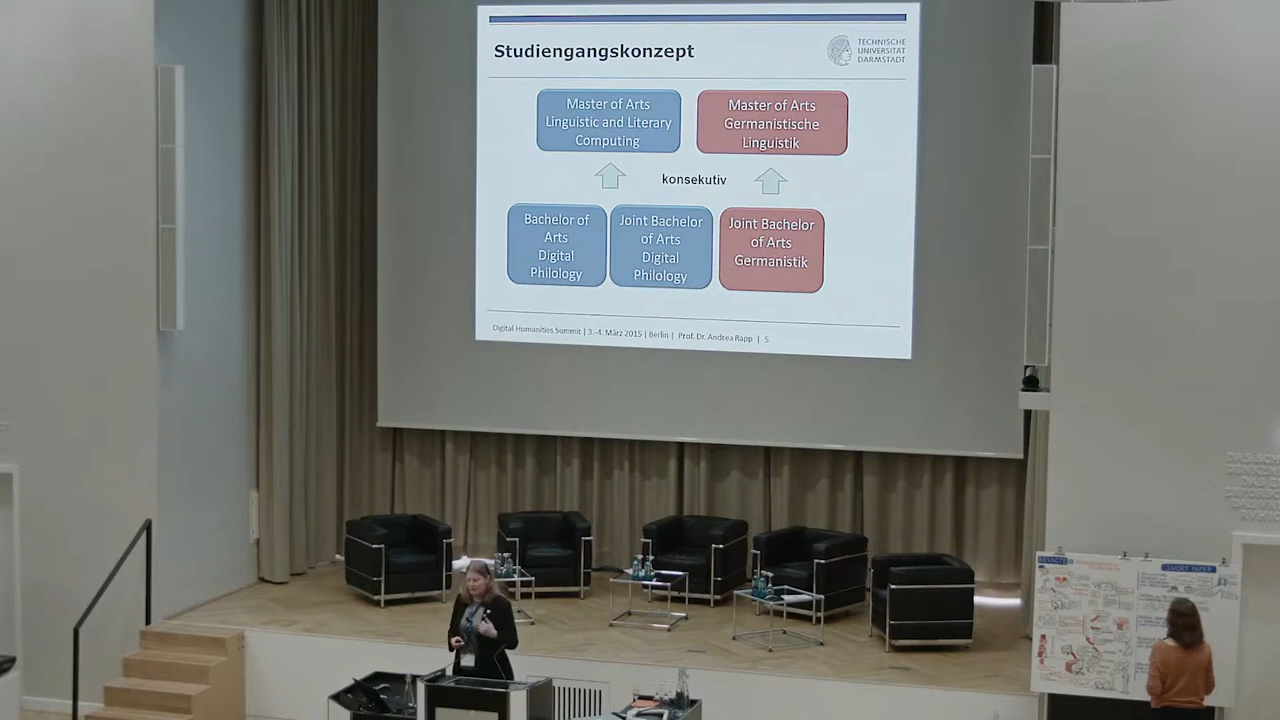 Studiengangskonzept
TECHNISCHE
UNIVERSITÄT
DARMSTADT
Master of Arts
Linguistic and Literary
Computing
Master of Arts
Germanistische
Linguistik
konsekutiv
Bachelor of
Arts
Digital
Philology
Joint Bachelor
of Arts
Digital
Philology
Joint Bachelor
of Arts
Germanistik
Digital Humanities Summit | 3.-4. März 2015 | Berlin | Prof. Dr. Andrea Rapp | 5
SHORT PAPER